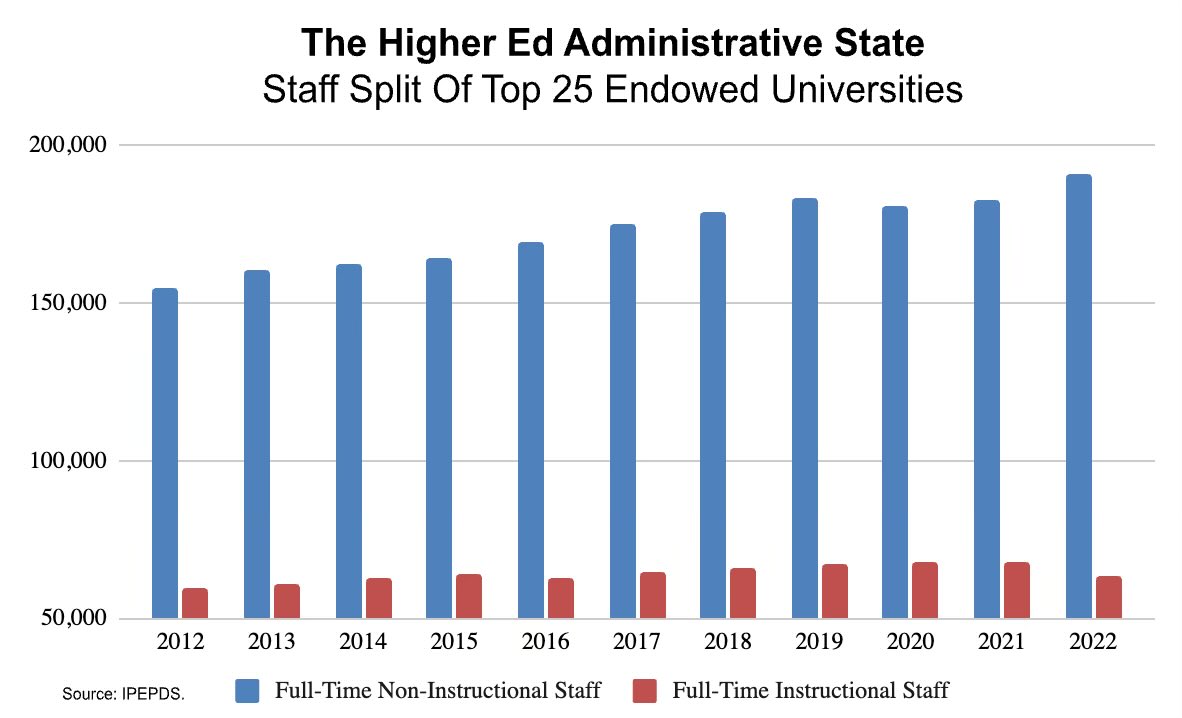 The Higher Ed Administrative State
Staff Split Of Top 25 Endowed Universities
200,000
150,000
100,000
50,000
2012 2013 2014 2015 2016 2017 2018 2019 2020 2021 2022
Source: IPEPDS. Full-Time Non-Instructional Staff Full-Time Instructional Staff